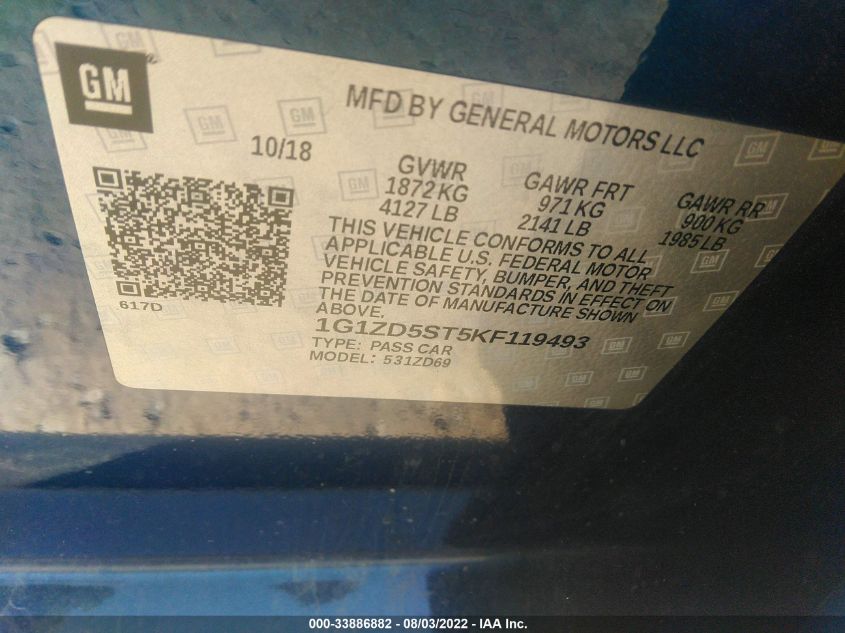 GM
MFD BY GENERAL MOTORS LLC
10/18
GVWR
1872 KG
4127 LB
GAWR FRT
971 KG
2141 LB
GAWR RR
900 KG
1985 LB
THIS VEHICLE CONFORMS TO ALL
APPLICABLE U.S. FEDERAL MOTOR
VEHICLE SAFETY, BUMPER, AND THEFT
PREVENTION STANDARDS IN EFFECT ON
THE DATE OF MANUFACTURE SHOWN
ABOVE.
617D
1G1ZD5ST5KF119493
TYPE: PASS CAR
MODEL: 531ZD69
000-33886882 - 08/03/2022 - IAA Inc.